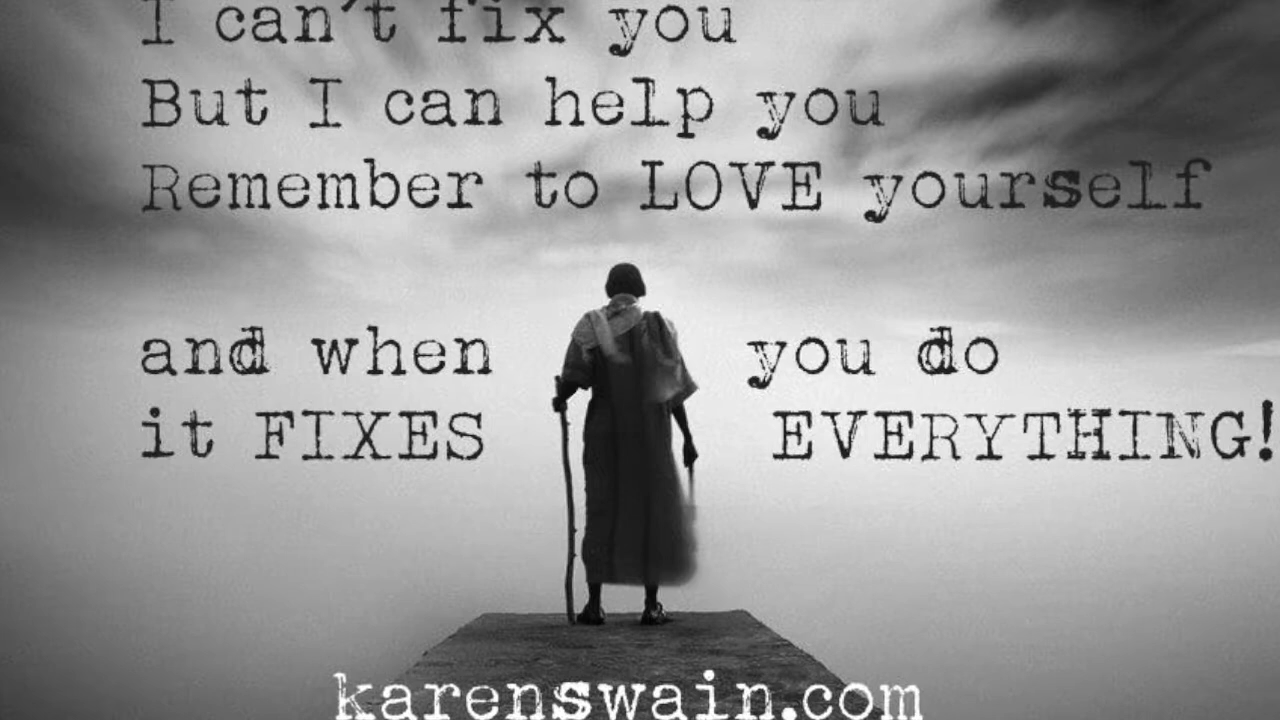 I can't fix you
But I can help you
Remember to LOVE yourself
and when you do
it FIXES EVERYTHING!
karenswain.com